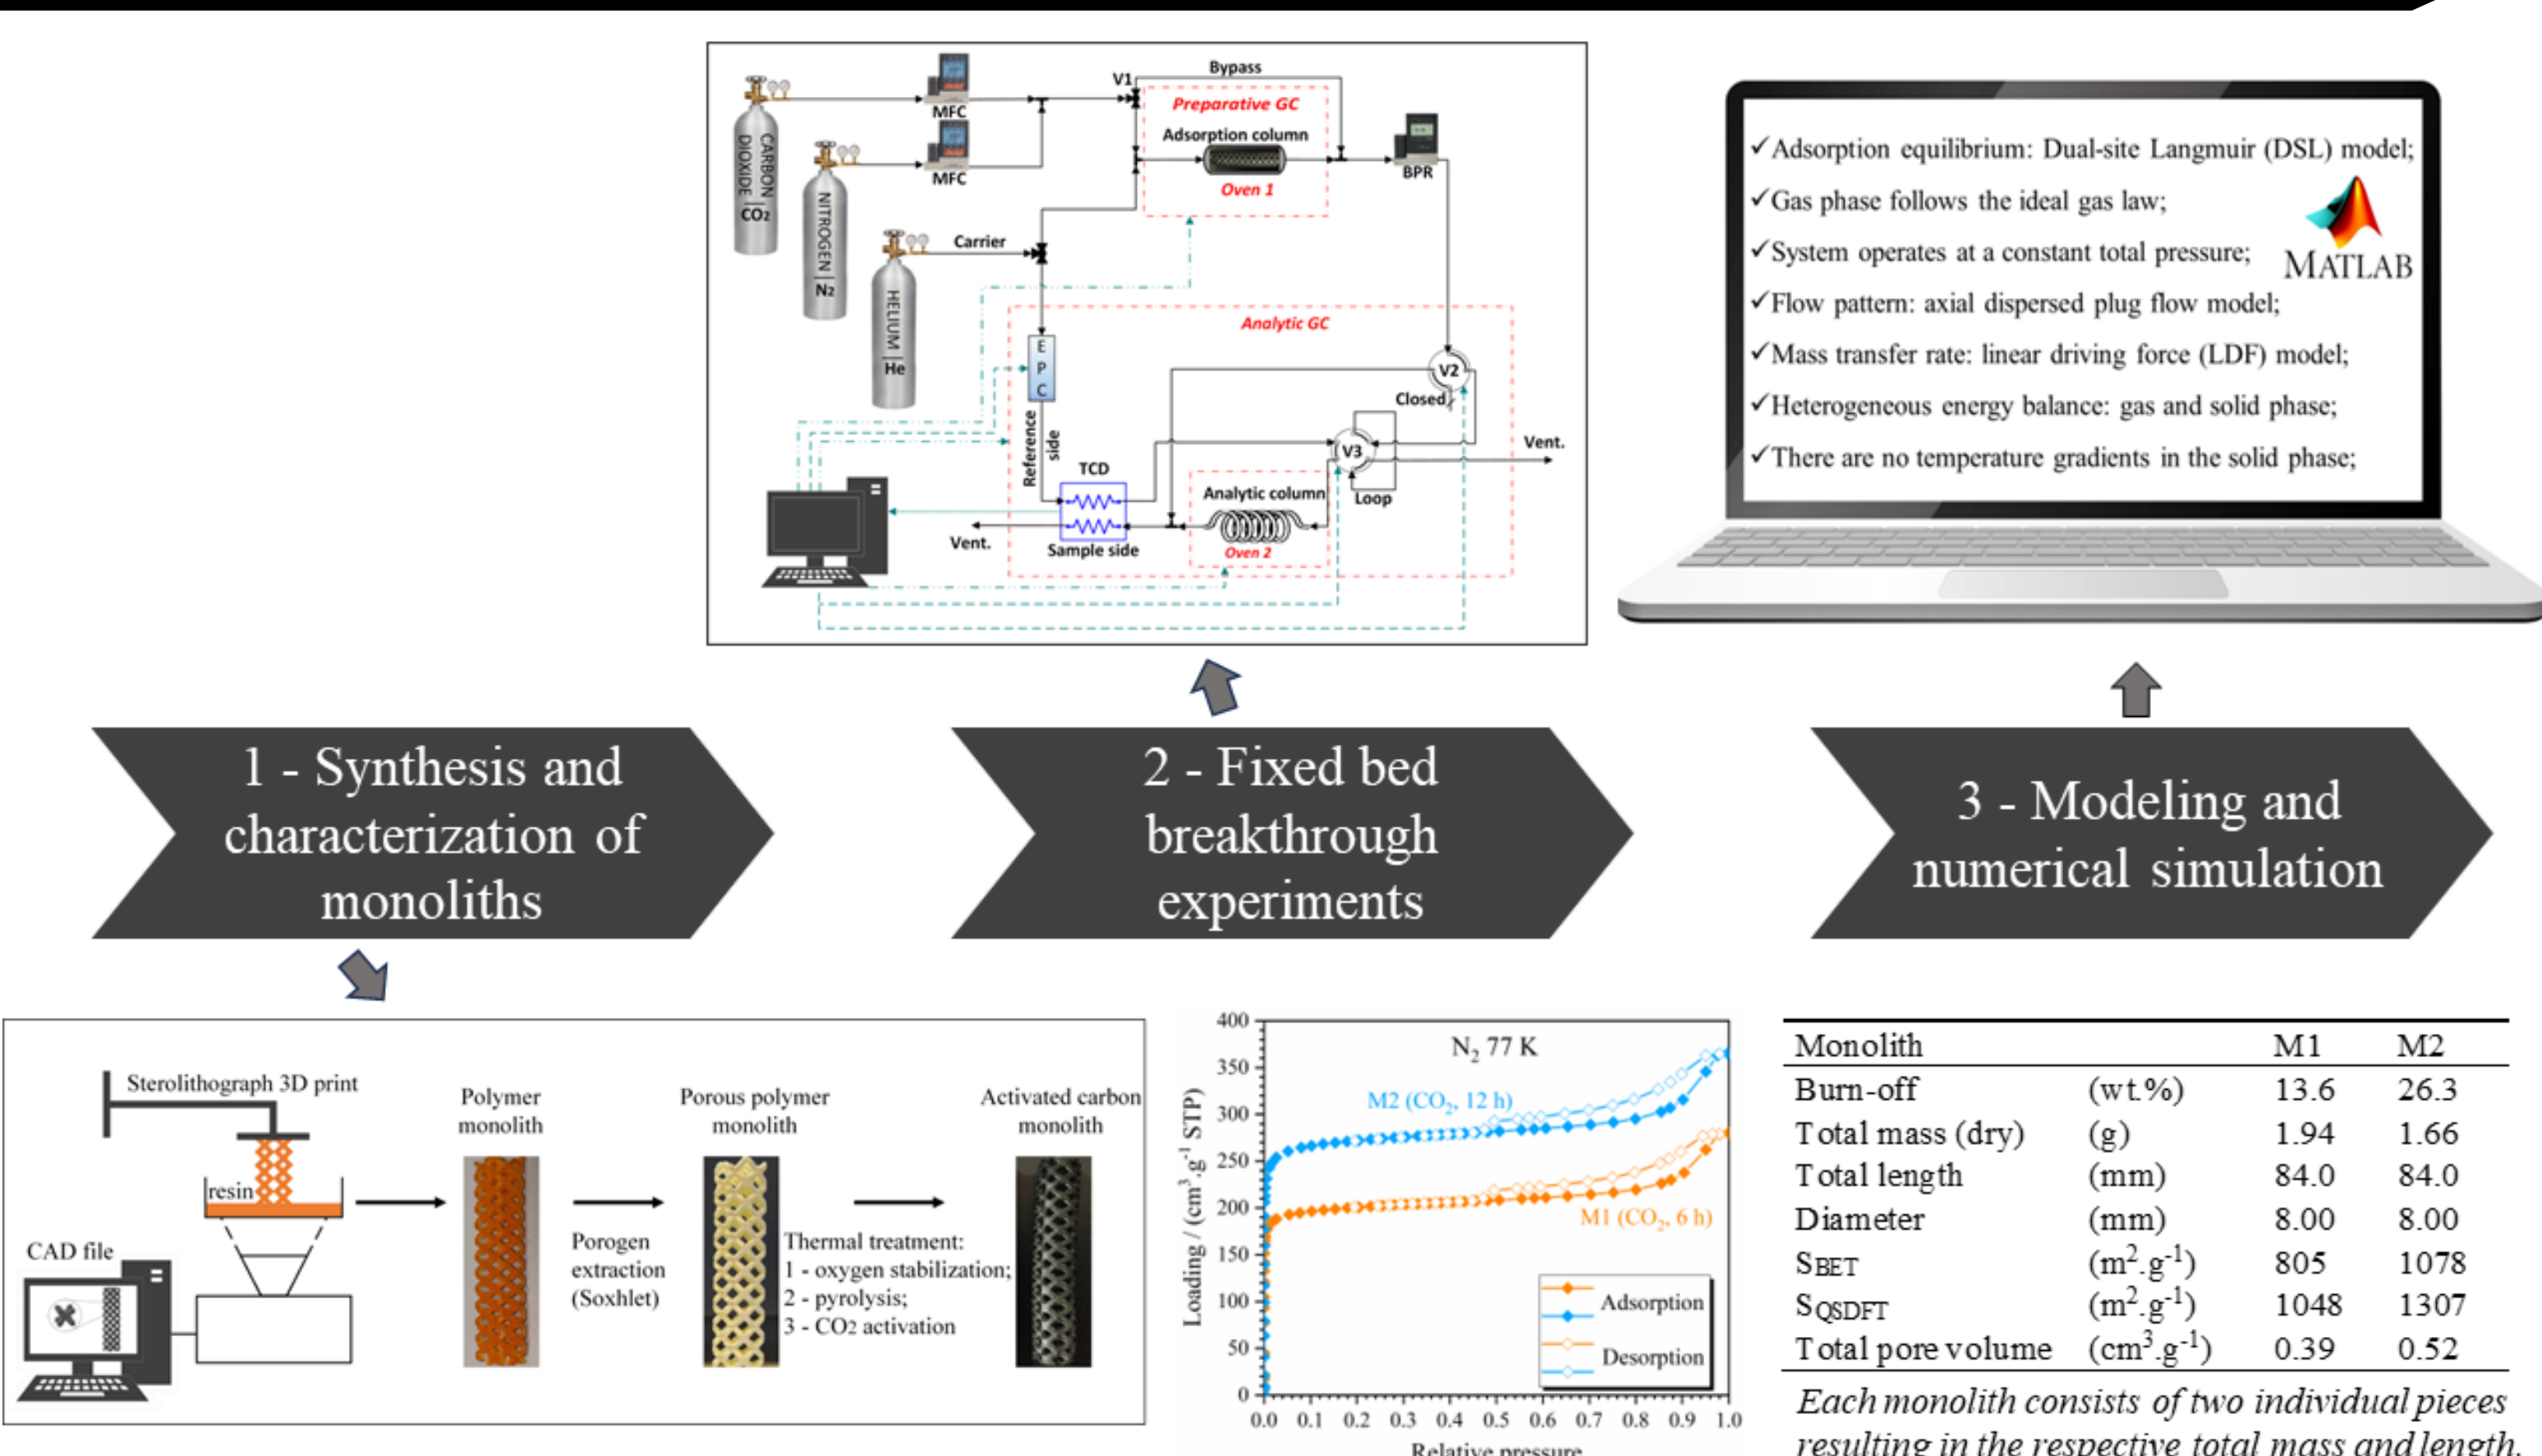 Bypass
V1
Preparative GC
MFC
Adsorption column
CARBON
DIOXIDE
CO2
Oven 1
BPR
MFC
NITROGEN
N2
Carrier
HELIUM
He
Analytic GC
E
P
C
V2
Closed
Reference
side
V3
Vent.
TCD
Analytic column
Loop
Vent.
Sample side
Oven 2
✓Adsorption equilibrium: Dual-site Langmuir (DSL) model;
✓Gas phase follows the ideal gas law;
✓System operates at a constant total pressure;
MATLAB
✓Flow pattern: axial dispersed plug flow model;
✓Mass transfer rate: linear driving force (LDF) model;
✓Heterogeneous energy balance: gas and solid phase;
✓There are no temperature gradients in the solid phase;
1 - Synthesis and
characterization of
monoliths
2 - Fixed bed
breakthrough
experiments
3 - Modeling and
numerical simulation
Sterolithograph 3D print
resin
CAD file
Polymer
monolith
Porogen
extraction
(Soxhlet)
Porous polymer
monolith
Thermal treatment:
1 - oxygen stabilization;
2 - pyrolysis;
3 - CO2 activation
Activated carbon
monolith
N2 77 K
M2 (CO2, 12 h)
M1 (CO2, 6 h)
Adsorption
Desorption
Loading / (cm³.g⁻¹ STP)
400
350
300
250
200
150
100
50
0
0.0 0.1 0.2 0.3 0.4 0.5 0.6 0.7 0.8 0.9 1.0
Relative pressure
Monolith M1 M2
Burn-off (wt.%) 13.6 26.3
Total mass (dry) (g) 1.94 1.66
Total length (mm) 84.0 84.0
Diameter (mm) 8.00 8.00
SBET (m².g⁻¹) 805 1078
SQSDFT (m².g⁻¹) 1048 1307
Total pore volume (cm³.g⁻¹) 0.39 0.52
Each monolith consists of two individual pieces
resulting in the respective total mass and length.